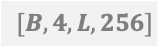 [B, 4, L, 256]